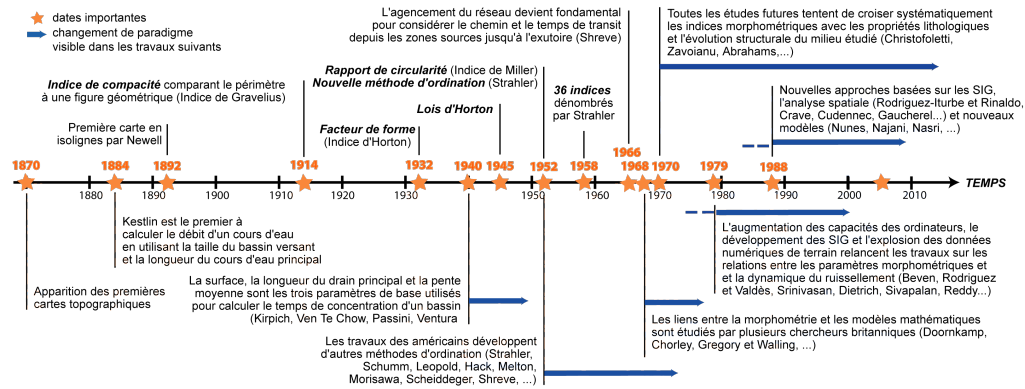 dates importantes
changement de paradigme
visible dans les travaux suivants
L'agencement du réseau devient fondamental
pour considérer le chemin et le temps de transit
depuis les zones sources jusqu'à l'exutoire (Shreve)
Toutes les études futures tentent de croiser systématiquement
les indices morphométriques avec les propriétés lithologiques
et l'évolution structurale du milieu étudié (Christofoletti,
Zavoianu, Abrahams,...)
Indice de compacité comparant le périmètre
à une figure géométrique (Indice de Gravelius)
Rapport de circularité (Indice de Miller)
Nouvelle méthode d'ordination (Strahler)
36 indices
dénombrés
par Strahler
Nouvelles approches basées sur les SIG,
l'analyse spatiale (Rodriguez-Iturbe et Rinaldo,
Crave, Cudennec, Gaucherel...) et nouveaux
modèles (Nunes, Najani, Nasri, ...)
Première carte en
isolignes par Newell
Facteur de forme
(Indice d'Horton)
Lois d'Horton
1870
1884
1892
1914
1932
1940
1945
1952
1958
1966
1968
1970
1979
1988
TEMPS
1880
1890
1900
1910
1920
1930
1940
1950
1960
1970
1980
1990
2000
2010
Kestlin est le premier à
calculer le débit d'un cours d'eau
en utilisant la taille du bassin versant
et la longueur du cours d'eau principal
Apparition des premières
cartes topographiques
La surface, la longueur du drain principal et la pente
moyenne sont les trois paramètres de base utilisés
pour calculer le temps de concentration d'un bassin
(Kirpich, Ven Te Chow, Passini, Ventura
L'augmentation des capacités des ordinateurs, le
développement des SIG et l'explosion des données
numériques de terrain relancent les travaux sur les
relations entre les paramètres morphométriques et
et la dynamique du ruissellement (Beven, Rodriguez
et Valdès, Srinivasan, Dietrich, Sivapalan, Reddy...)
Les liens entre la morphométrie et les modèles mathématiques
sont étudiés par plusieurs chercheurs britanniques (Doornkamp,
Chorley, Gregory et Walling, ...)
Les travaux des américains développent
d'autres méthodes d'ordination (Strahler,
Schumm, Leopold, Hack, Melton,
Morisawa, Scheiddeger, Shreve, ...)